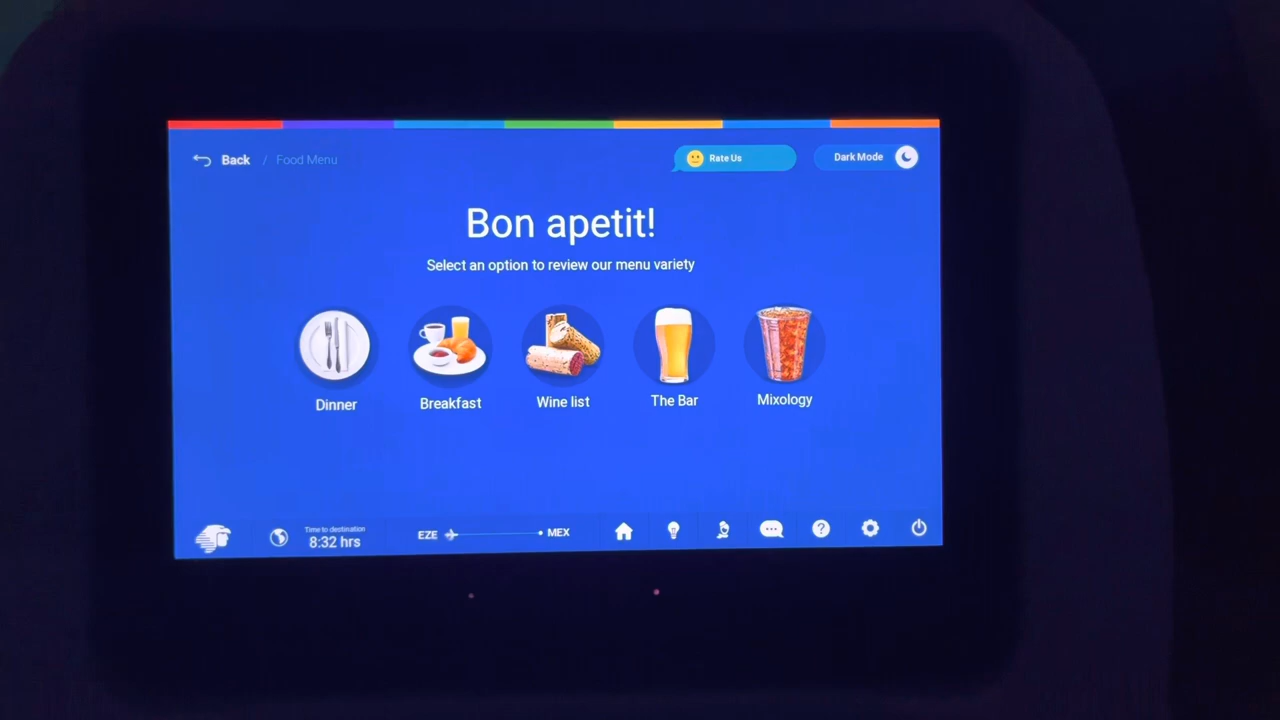 Back / Food Menu
Rate Us
Dark Mode
Bon apetit!
Select an option to review our menu variety
Dinner
Breakfast
Wine list
The Bar
Mixology
Time to destination
8:32 hrs
EZE
MEX
?